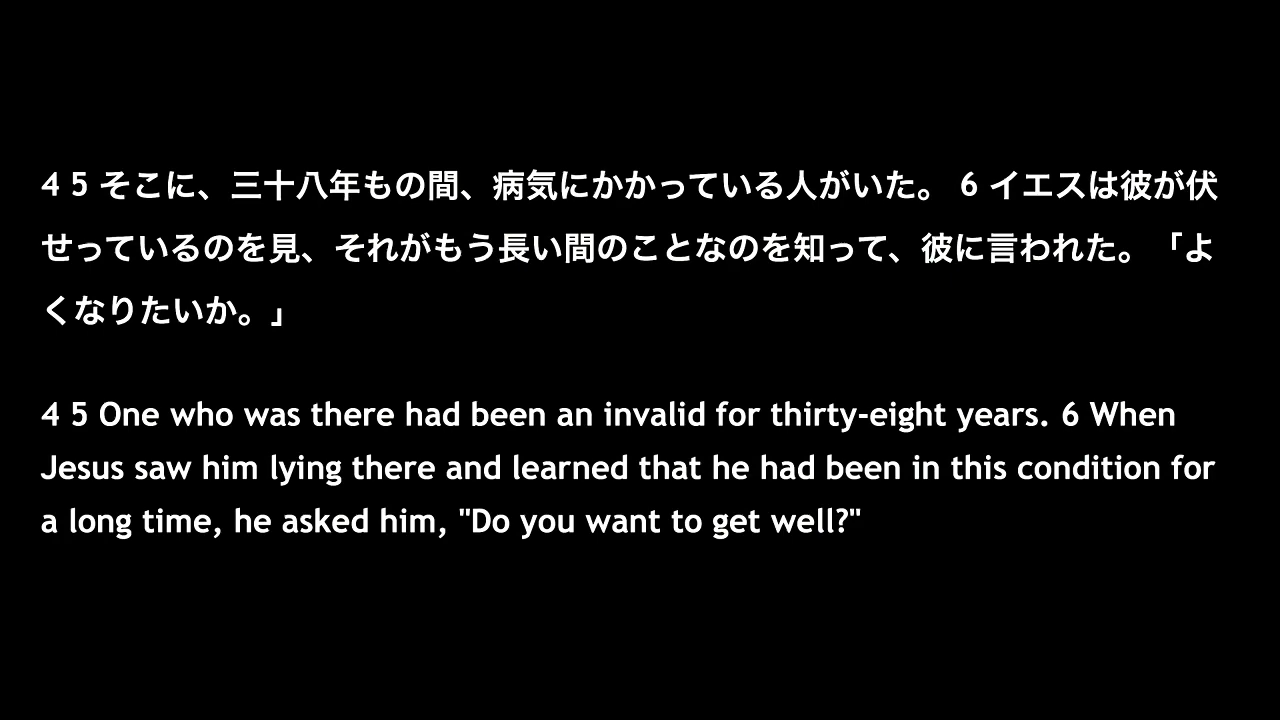 4 5 そこに、三十八年もの間、病気にかかっている人がいた。 6 イエスは彼が伏
せっているのを見、それがもう長い間のことなのを知って、彼に言われた。「よ
くなりたいか。」
4 5 One who was there had been an invalid for thirty-eight years. 6 When
Jesus saw him lying there and learned that he had been in this condition for
a long time, he asked him, "Do you want to get well?"